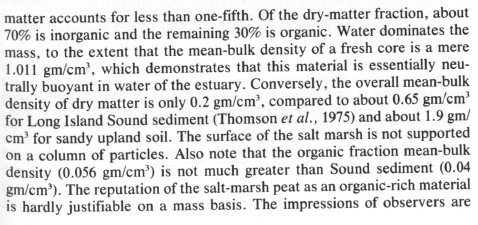 matter accounts for less than one-fifth. Of the dry-matter fraction, about
70% is inorganic and the remaining 30% is organic. Water dominates the
mass, to the extent that the mean-bulk density of a fresh core is a mere
1.011 gm/cm³, which demonstrates that this material is essentially neu-
trally buoyant in water of the estuary. Conversely, the overall mean-bulk
density of dry matter is only 0.2 gm/cm³, compared to about 0.65 gm/cm³
for Long Island Sound sediment (Thomson et al., 1975) and about 1.9 gm/
cm³ for sandy upland soil. The surface of the salt marsh is not supported
on a column of particles. Also note that the organic fraction mean-bulk
density (0.056 gm/cm³) is not much greater than Sound sediment (0.04
gm/cm³). The reputation of the salt-marsh peat as an organic-rich material
is hardly justifiable on a mass basis. The impressions of observers are